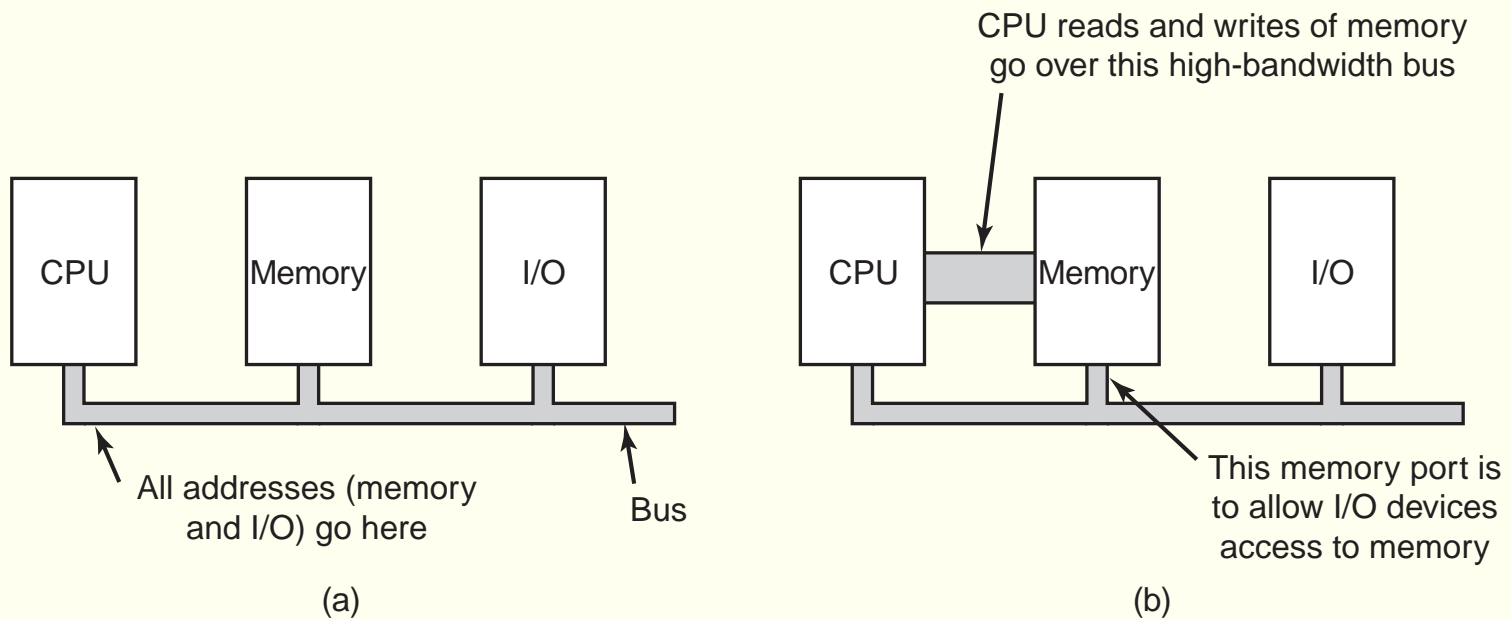 CPU reads and writes of memory
go over this high-bandwidth bus
CPU
Memory
I/O
All addresses (memory
and I/O) go here
Bus
(a)
CPU
Memory
I/O
This memory port is
to allow I/O devices
access to memory
(b)